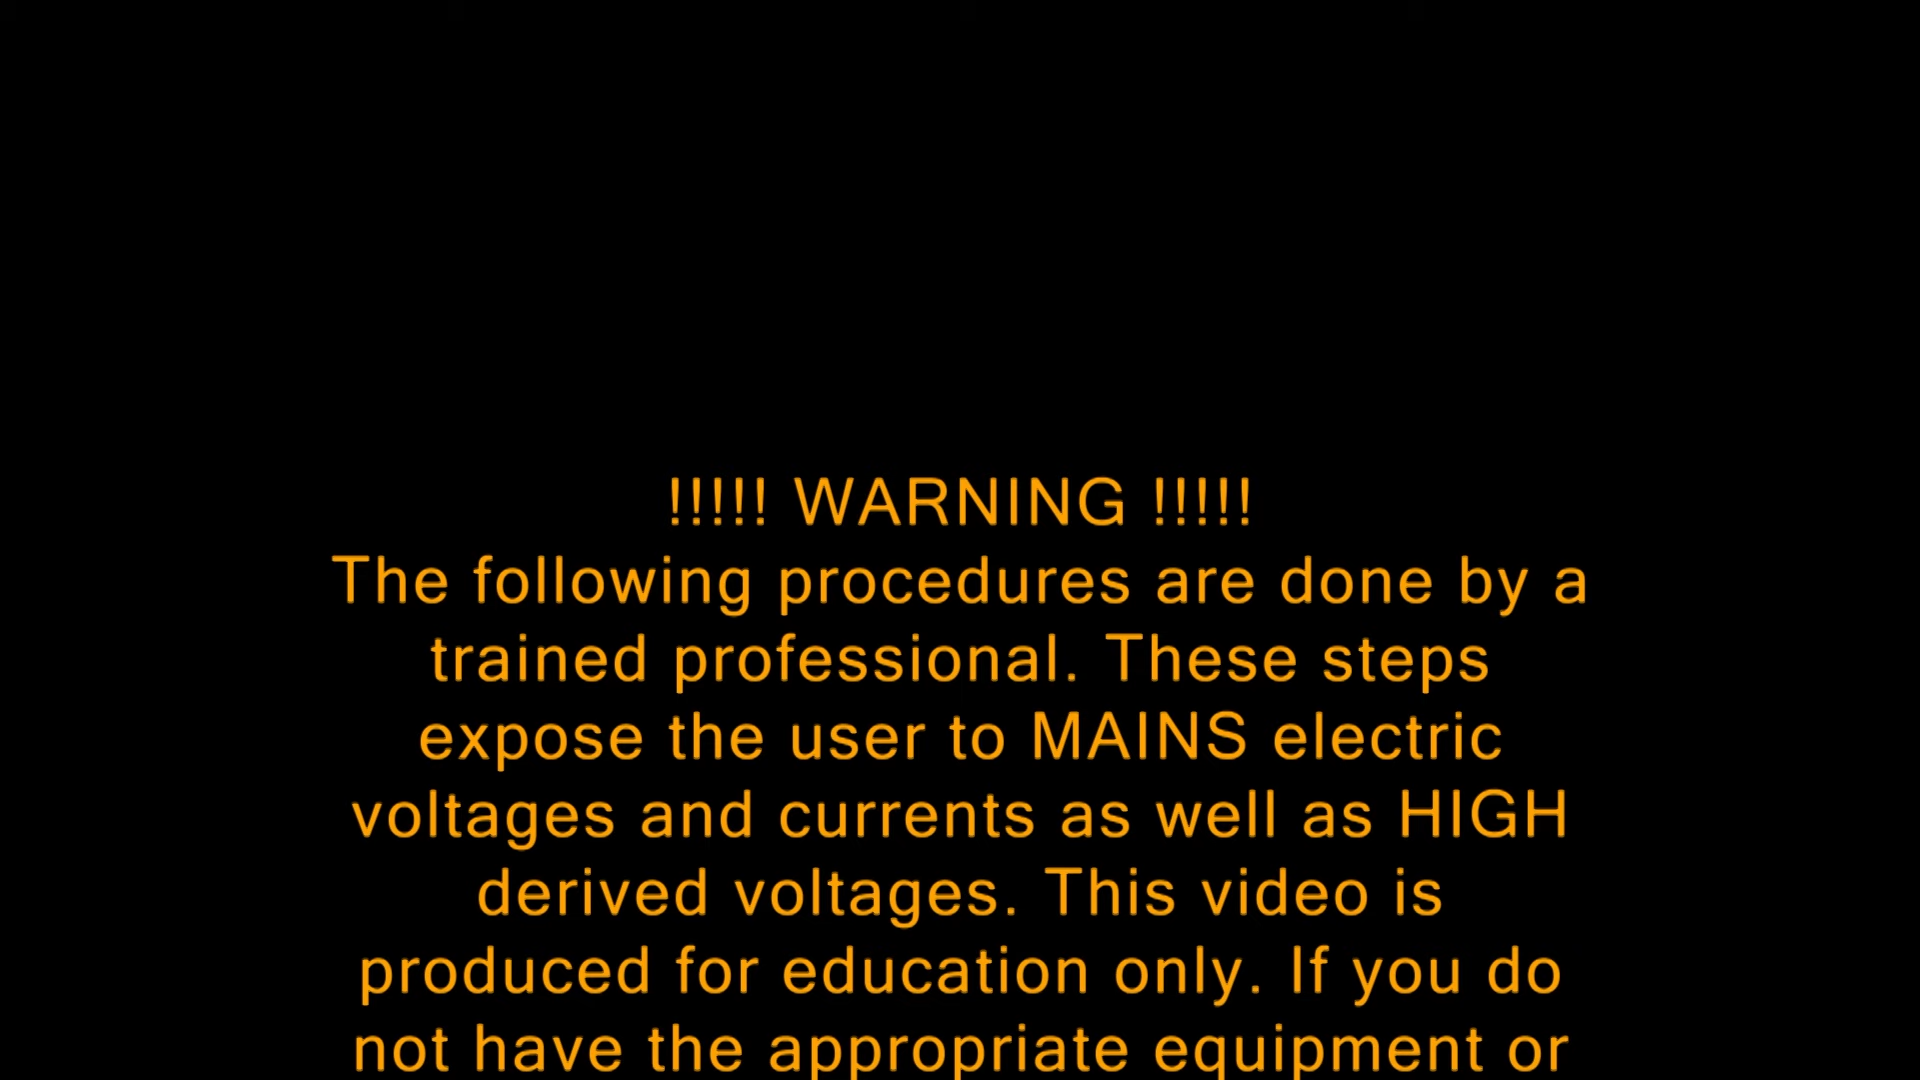 !!!!! WARNING !!!!!
The following procedures are done by a
trained professional. These steps
expose the user to MAINS electric
voltages and currents as well as HIGH
derived voltages. This video is
produced for education only. If you do
not have the appropriate equipment or